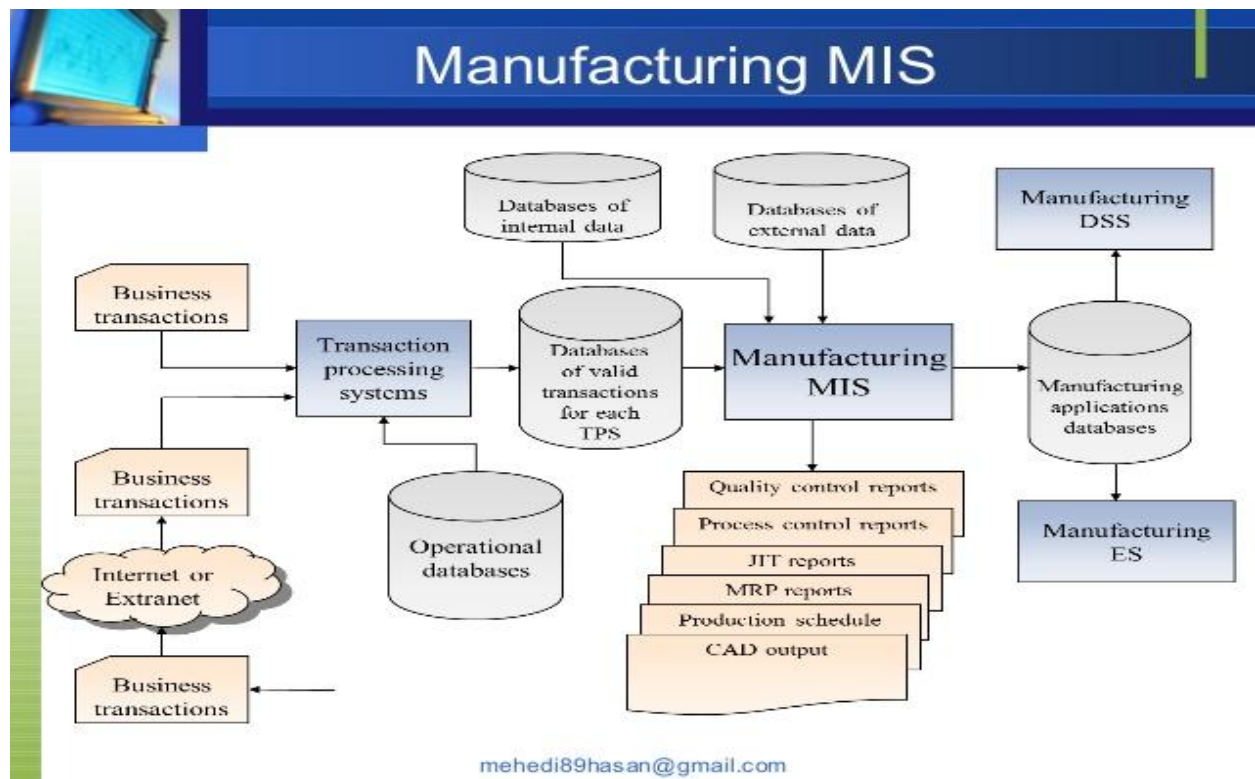 Manufacturing MIS
Databases of
internal data
Databases of
external data
Manufacturing
DSS
Business
transactions
Transaction
processing
systems
Databases
of valid
transactions
for each
TPS
Manufacturing
MIS
Manufacturing
applications
databases
Business
transactions
Operational
databases
Quality control reports
Process control reports
JIT reports
MRP reports
Production schedule
CAD output
Manufacturing
ES
Internet or
Extranet
Business
transactions
mehedi89hasan@gmail.com